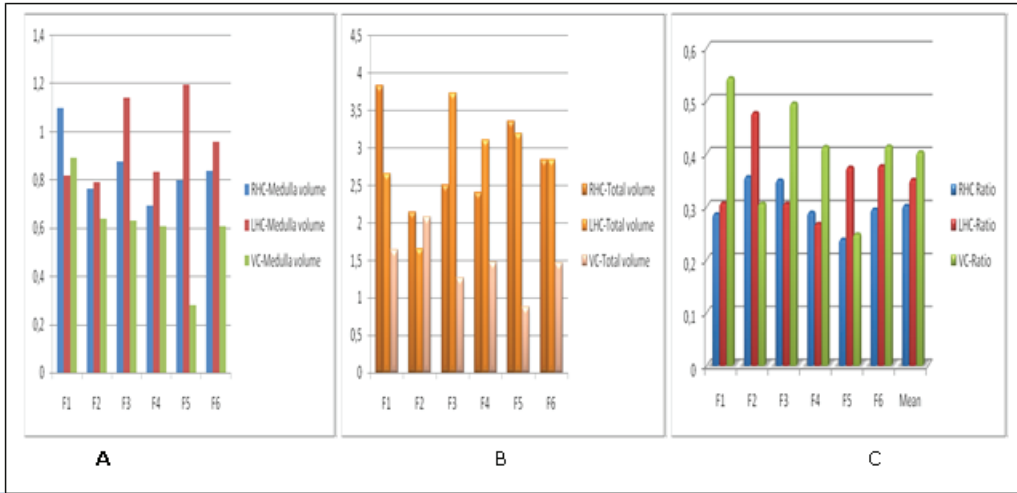 1,4
1,2
1
0,8
0,6
0,4
0,2
0
F1 F2 F3 F4 F5 F6
RHC-Medulla volume
LHC-Medulla volume
VC-Medulla volume
A
4,5
4
3,5
3
2,5
2
1,5
1
0,5
0
F1 F2 F3 F4 F5 F6
RHC-Total volume
LHC-Total volume
VC-Total volume
B
0,6
0,5
0,4
0,3
0,2
0,1
0
F1 F2 F3 F4 F5 F6 Mean
RHC Ratio
LHC-Ratio
VC-Ratio
C